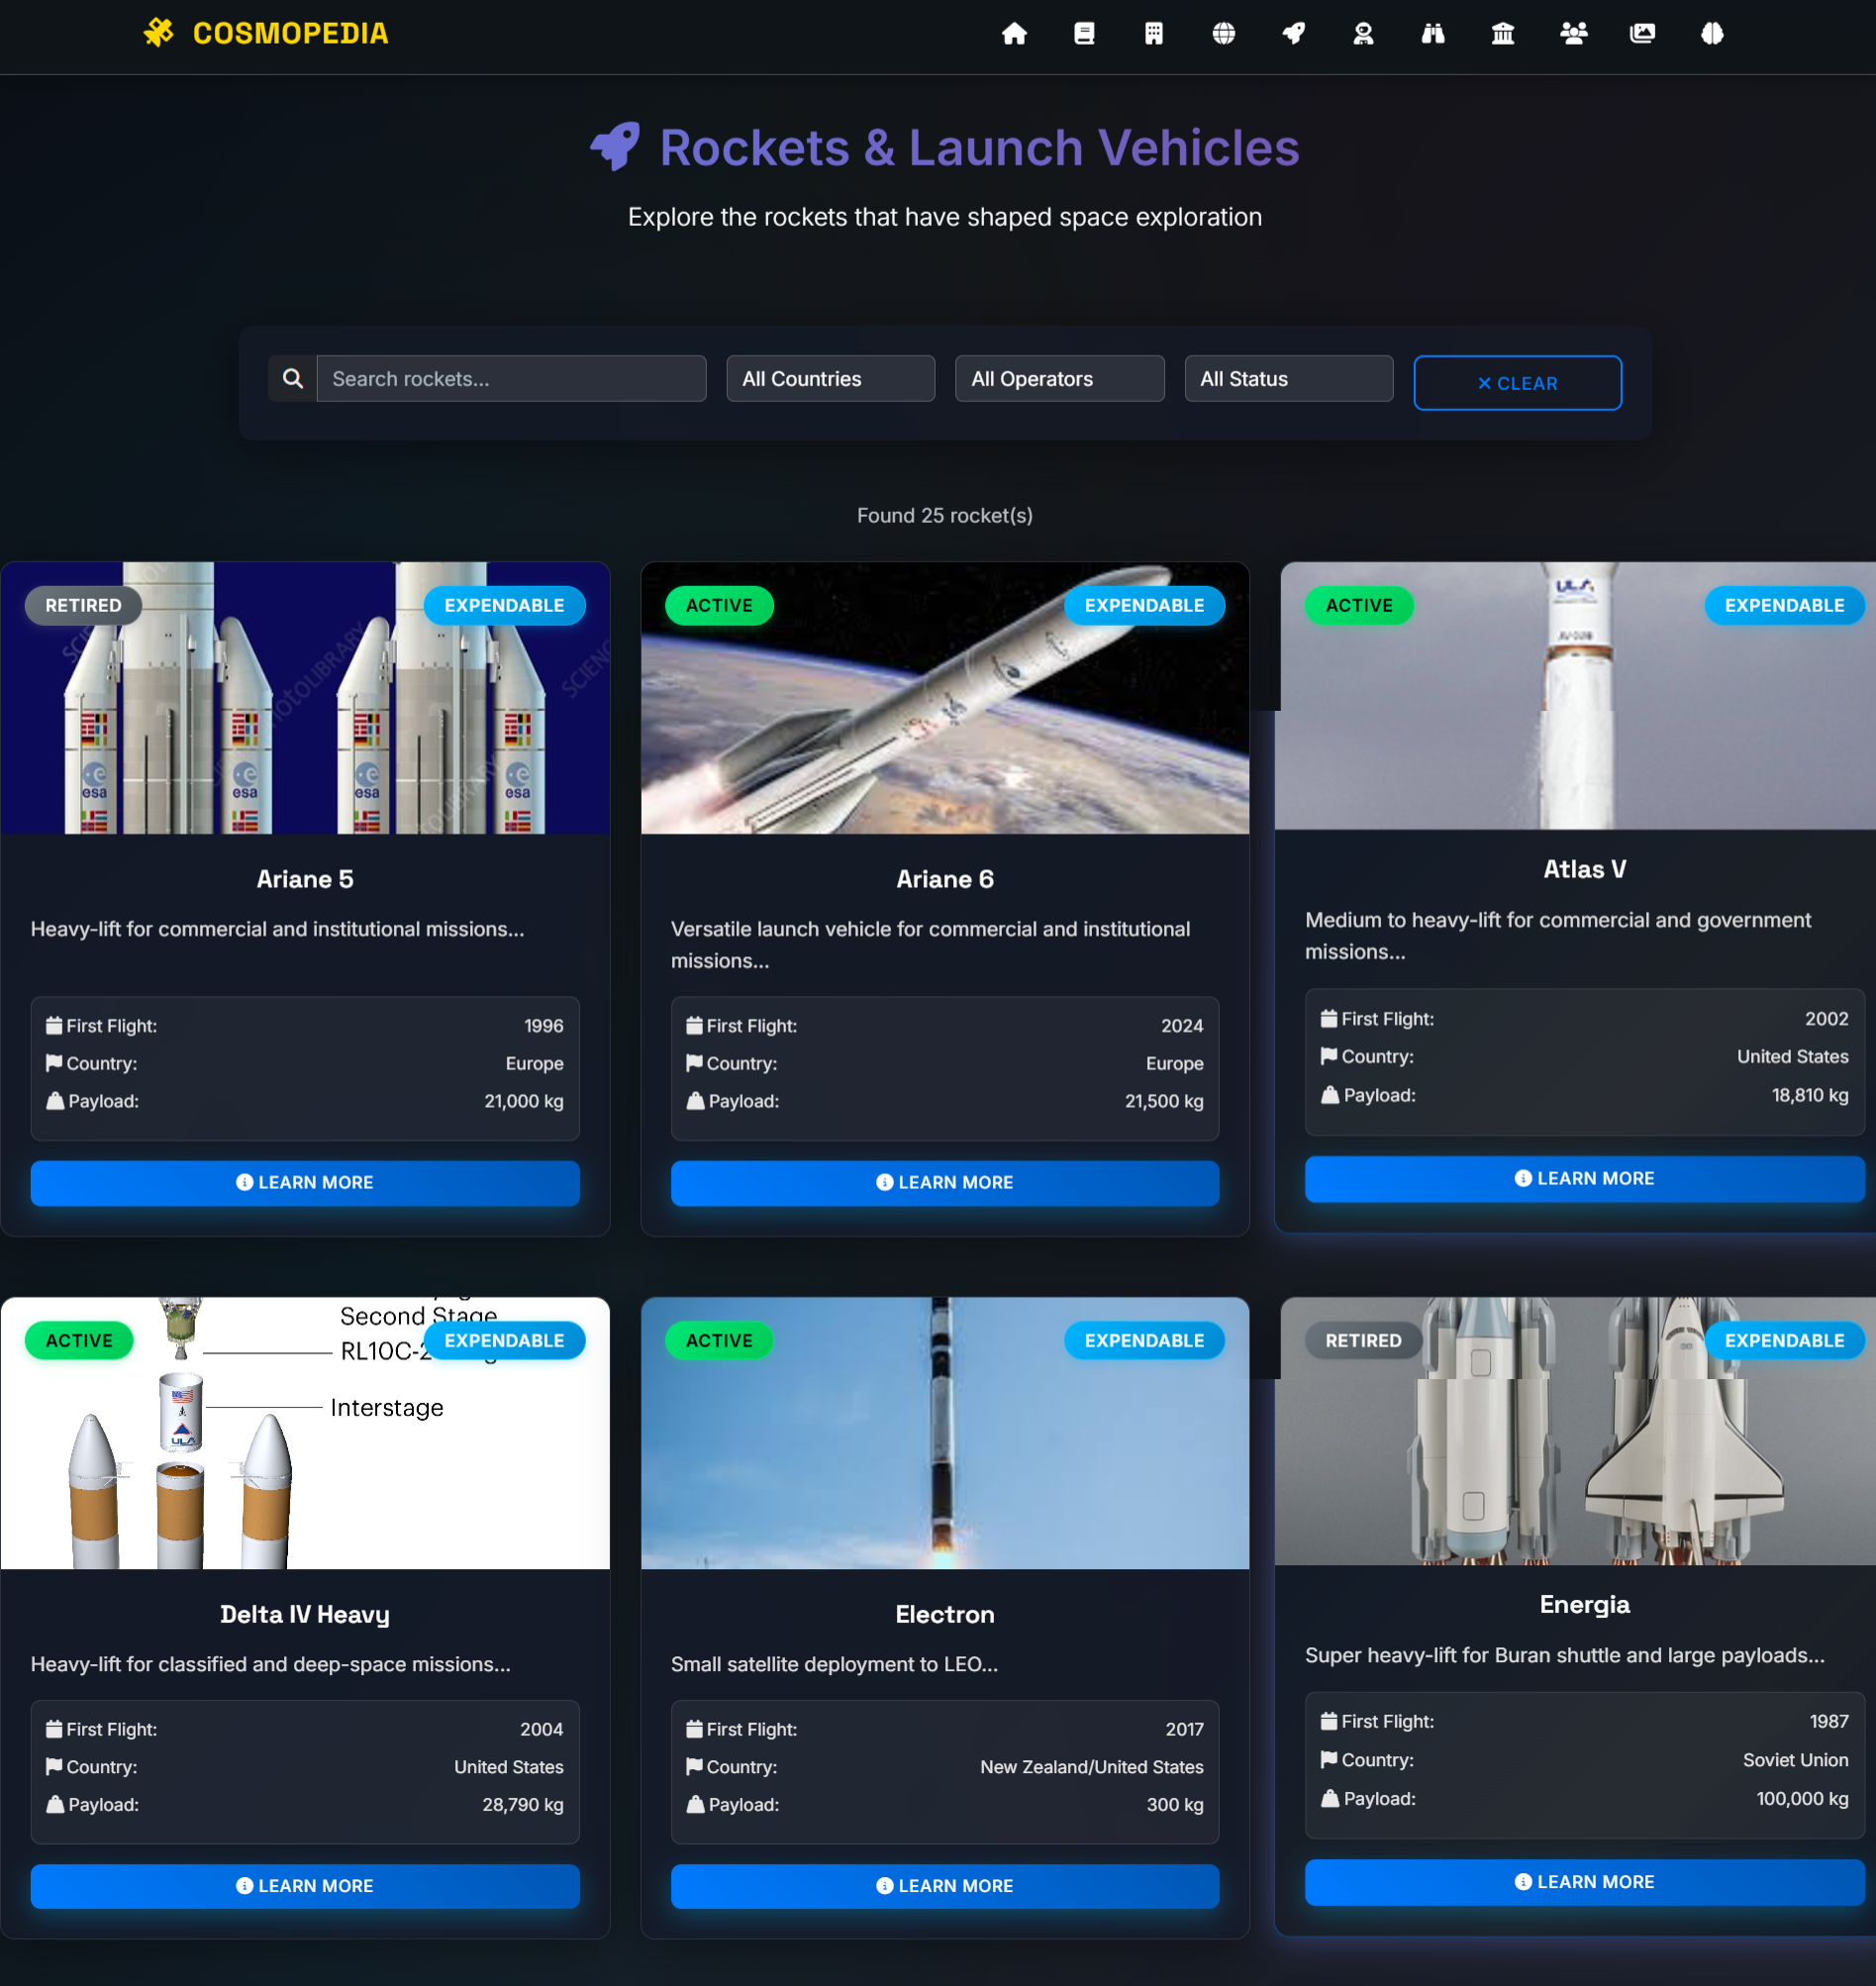 COSMOPEDIA
Rockets & Launch Vehicles
Explore the rockets that have shaped space exploration
Search rockets...
All Countries
All Operators
All Status
CLEAR
Found 25 rocket(s)
RETIRED
EXPENDABLE
esa
esa
esa
esa
Ariane 5
Heavy-lift for commercial and institutional missions...
First Flight: 1996
Country: Europe
Payload: 21,000 kg
LEARN MORE
ACTIVE
EXPENDABLE
Ariane 6
Versatile launch vehicle for commercial and institutional
missions...
First Flight: 2024
Country: Europe
Payload: 21,500 kg
LEARN MORE
ACTIVE
EXPENDABLE
ULA
Atlas V
Medium to heavy-lift for commercial and government
missions...
First Flight: 2002
Country: United States
Payload: 18,810 kg
LEARN MORE
ACTIVE
EXPENDABLE
Second Stage
Interstage
ULA
Delta IV Heavy
Heavy-lift for classified and deep-space missions...
First Flight: 2004
Country: United States
Payload: 28,790 kg
LEARN MORE
ACTIVE
EXPENDABLE
Electron
Small satellite deployment to LEO...
First Flight: 2017
Country: New Zealand/United States
Payload: 300 kg
LEARN MORE
RETIRED
EXPENDABLE
Energia
Super heavy-lift for Buran shuttle and large payloads...
First Flight: 1987
Country: Soviet Union
Payload: 100,000 kg
LEARN MORE